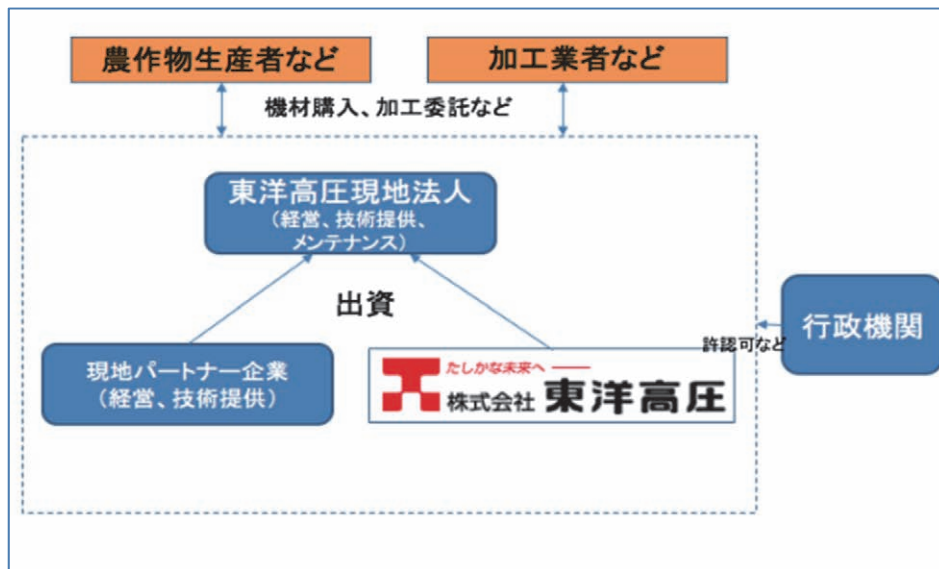 農作物生産者など
加工業者など
機材購入、加工委託など
東洋高圧現地法人
（経営、技術提供、
メンテナンス）
出資
行政機関
許認可など
現地パートナー企業
（経営、技術提供）
たしかな未来へ
株式会社 東洋高圧